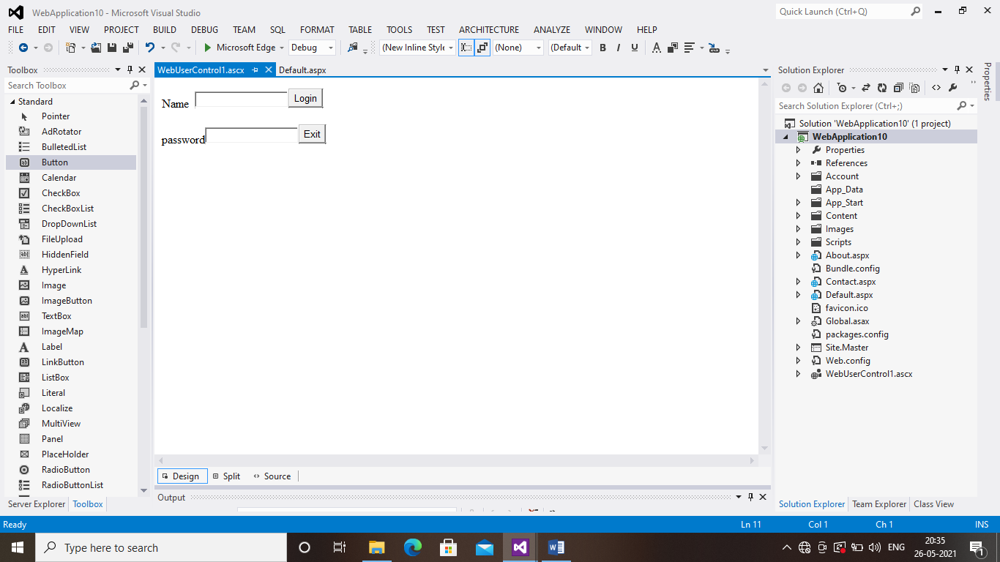 WebApplication10 - Microsoft Visual Studio
Quick Launch (Ctrl+Q)
FILE EDIT VIEW PROJECT BUILD DEBUG TEAM SQL FORMAT TABLE TOOLS TEST ARCHITECTURE ANALYZE WINDOW HELP
Microsoft Edge Debug (New Inline Style (None) (Default B I U A
Toolbox
Search Toolbox
Standard
Pointer
AdRotator
BulletedList
Button
Calendar
CheckBox
CheckBoxList
DropDownList
FileUpload
HiddenField
HyperLink
Image
ImageButton
TextBox
ImageMap
Label
LinkButton
ListBox
Literal
Localize
MultiView
Panel
PlaceHolder
RadioButton
RadioButtonList
Server Explorer Toolbox
WebUserControl1.ascx Default.aspx
Name Login
password Exit
Design Split Source
Output
Solution Explorer
Search Solution Explorer (Ctrl+;)
Solution 'WebApplication10' (1 project)
WebApplication10
Properties
References
Account
App_Data
App_Start
Content
Images
Scripts
About.aspx
Bundle.config
Contact.aspx
Default.aspx
favicon.ico
Global.asax
packages.config
Site.Master
Web.config
WebUserControl1.ascx
Solution Explorer Team Explorer Class View
Properties
Ready Ln 11 Col 1 Ch 1 INS
Type here to search
ENG
20:35
26-05-2021
1